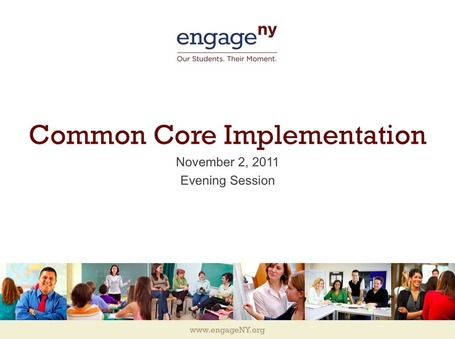 engageny
Our Students. Their Moment.
Common Core Implementation
November 2, 2011
Evening Session
www.engageNY.org